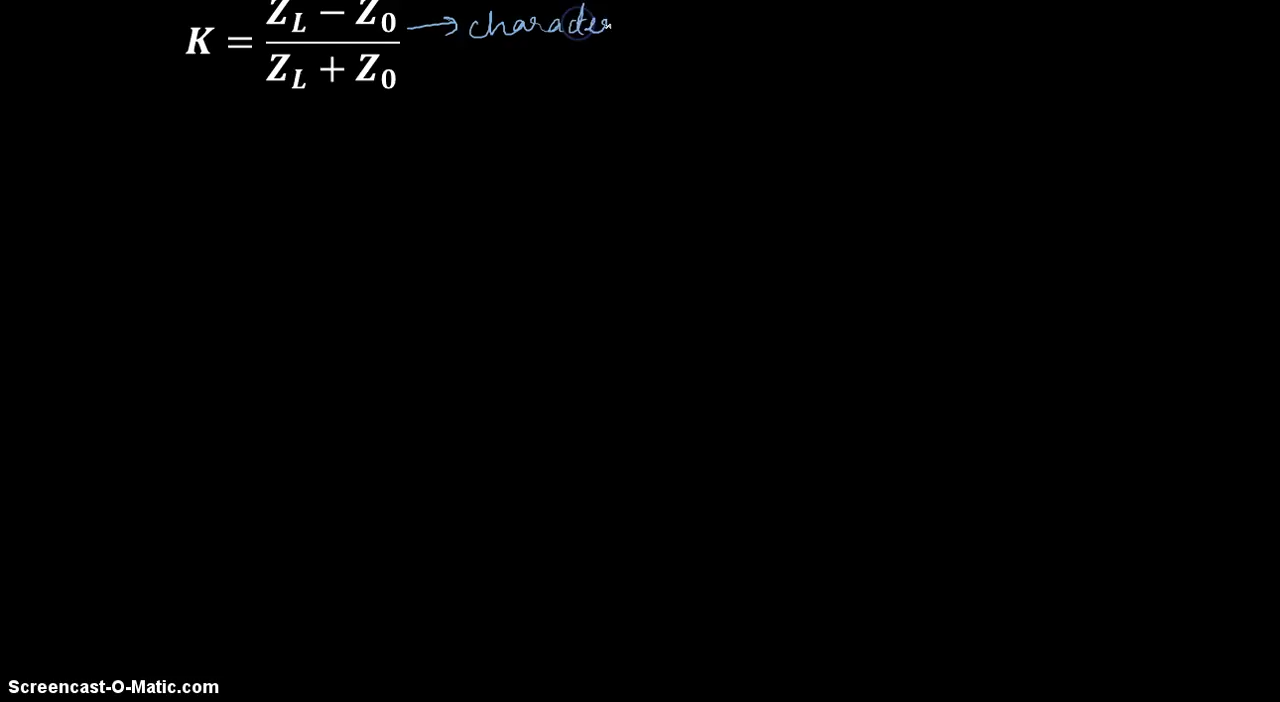 K = (Z_L − Z_0) / (Z_L + Z_0) → character
Screencast-O-Matic.com